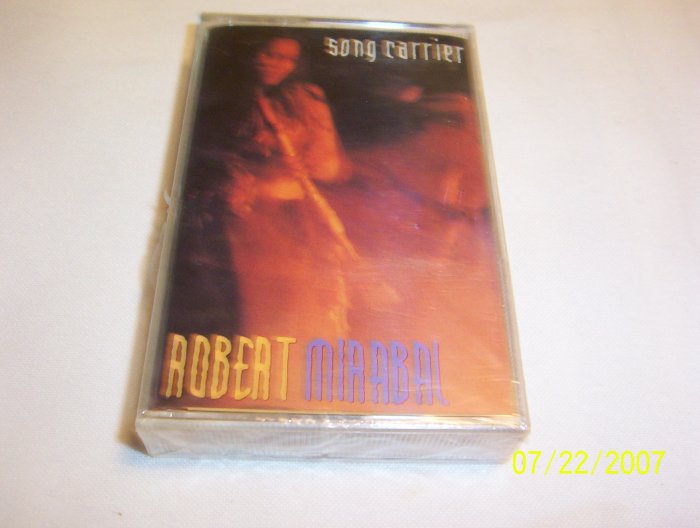 song carrier
ROBERT MIRABAL
07/22/2007